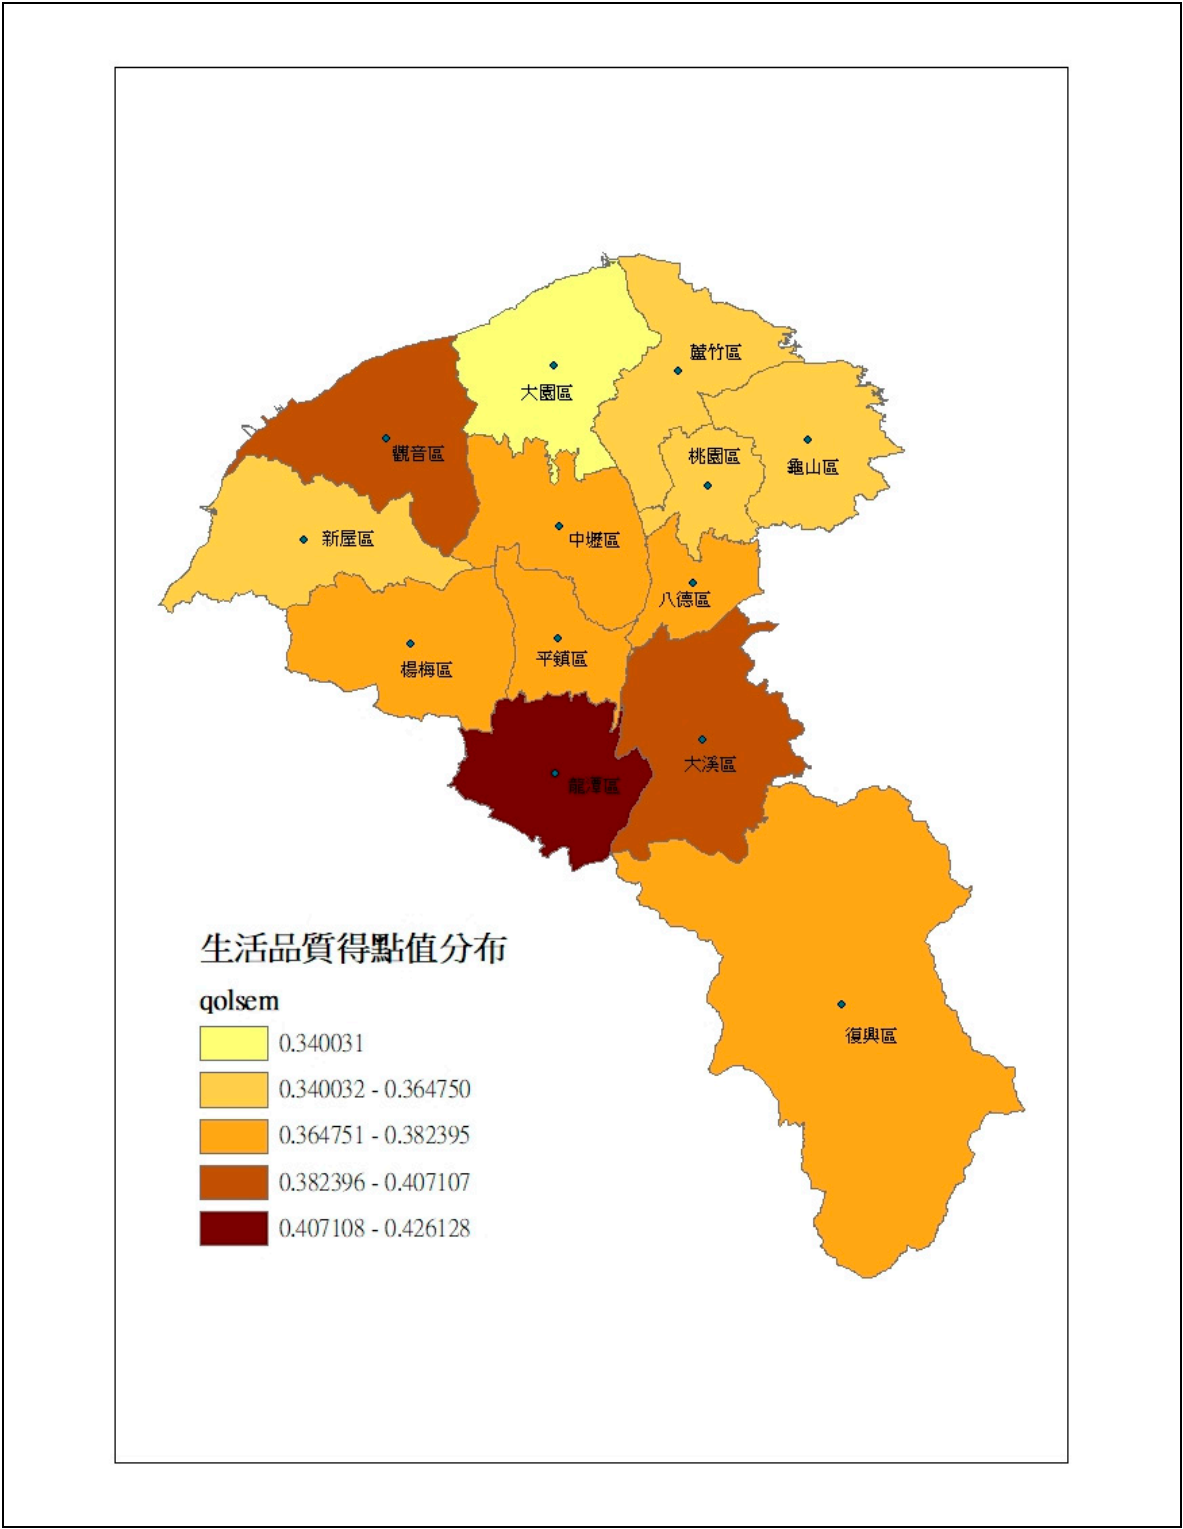 蘆竹區
大園區
觀音區
桃園區
龜山區
新屋區
中壢區
八德區
平鎮區
楊梅區
大溪區
龍潭區
復興區
生活品質得點值分布
qolsem
0.340031
0.340032 - 0.364750
0.364751 - 0.382395
0.382396 - 0.407107
0.407108 - 0.426128